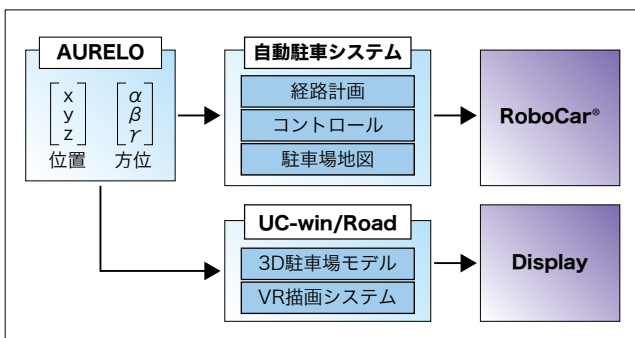 AURELO
x
y
z
α
β
r
位置
方位
自動駐車システム
経路計画
コントロール
駐車場地図
RoboCar®
UC-win/Road
3D駐車場モデル
VR描画システム
Display